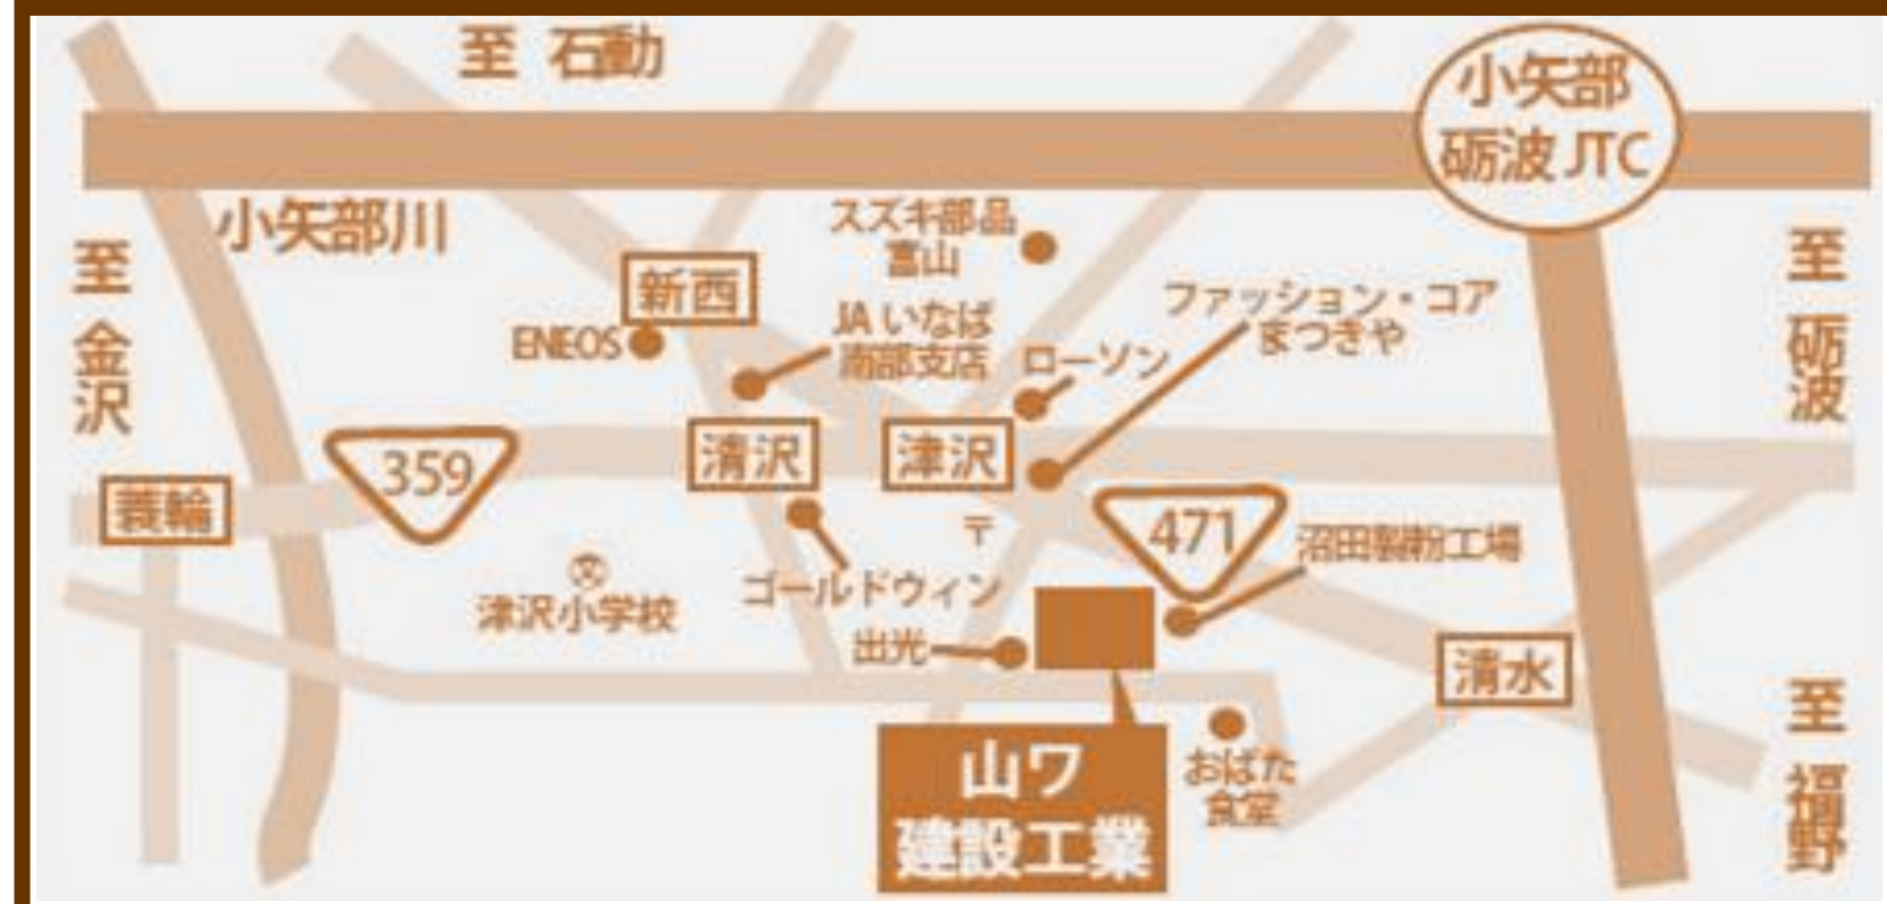 至 石動
小矢部
砺波 JTC
小矢部川
スズキ部品
富山
至 金沢
至 砺波
新西
ENEOS
JA いなば
南部支店
ファッション・コア
まつきや
ローソン
清沢
津沢
359
蓑輪
〒
471
沼田製粉工場
文
津沢小学校
ゴールドウィン
出光
清水
至 福野
おばた
食堂
山ワ
建設工業